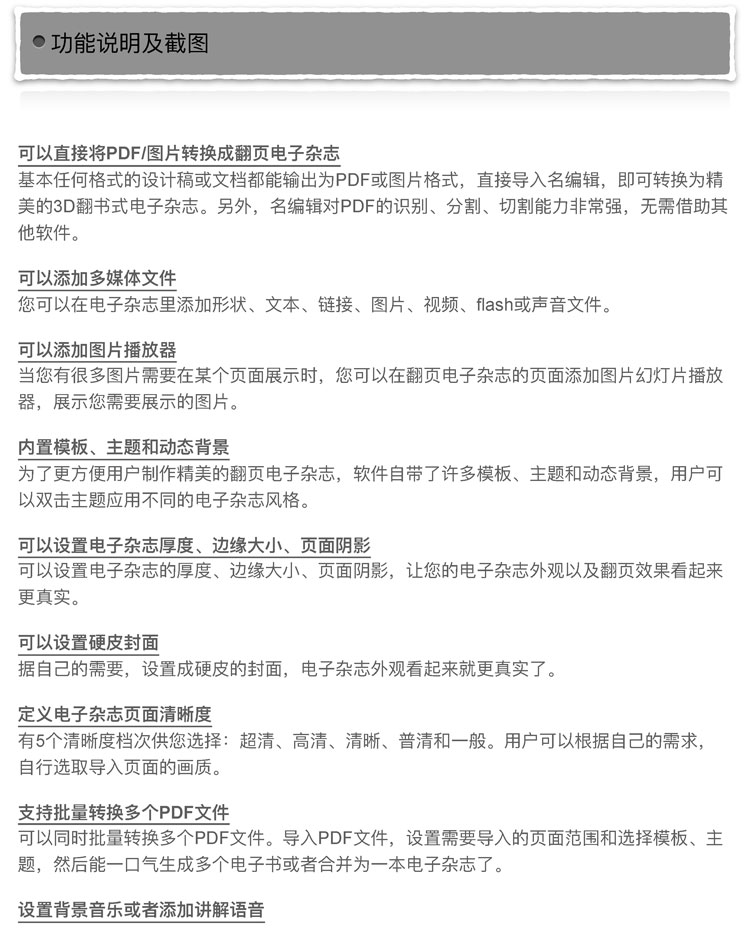 功能说明及截图
可以直接将PDF/图片转换成翻页电子杂志
基本任何格式的设计稿或文档都能输出为PDF或图片格式，直接导入名编辑，即可转换为精
美的3D翻书式电子杂志。另外，名编辑对PDF的识别、分割、切割能力非常强，无需借助其
他软件。
可以添加多媒体文件
您可以在电子杂志里添加形状、文本、链接、图片、视频、flash或声音文件。
可以添加图片播放器
当您有很多图片需要在某个页面展示时，您可以在翻页电子杂志的页面添加图片幻灯片播放
器，展示您需要展示的图片。
内置模板、主题和动态背景
为了更方便用户制作精美的翻页电子杂志，软件自带了许多模板、主题和动态背景，用户可
以双击主题应用不同的电子杂志风格。
可以设置电子杂志厚度、边缘大小、页面阴影
可以设置电子杂志的厚度、边缘大小、页面阴影，让您的电子杂志外观以及翻页效果看起来
更真实。
可以设置硬皮封面
据自己的需要，设置成硬皮的封面，电子杂志外观看起来就更真实了。
定义电子杂志页面清晰度
有5个清晰度档次供您选择：超清、高清、清晰、普清和一般。用户可以根据自己的需求，
自行选取导入页面的画质。
支持批量转换多个PDF文件
可以同时批量转换多个PDF文件。导入PDF文件，设置需要导入的页面范围和选择模板、主
题，然后能一口气生成多个电子书或者合并为一本电子杂志了。
设置背景音乐或者添加讲解语音